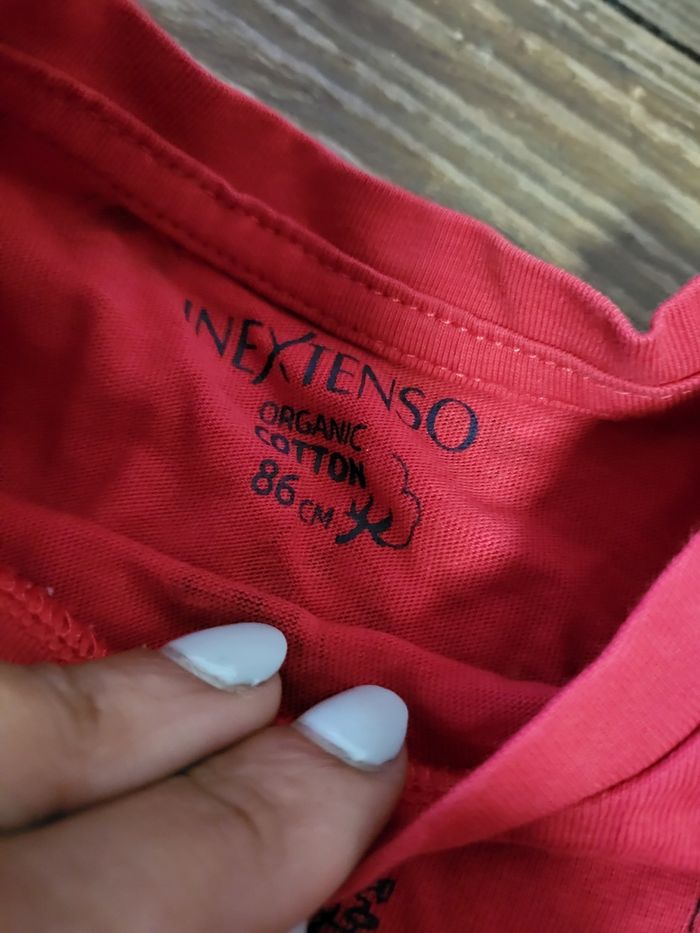 INEXTENSO
ORGANIC
COTTON
86 CM